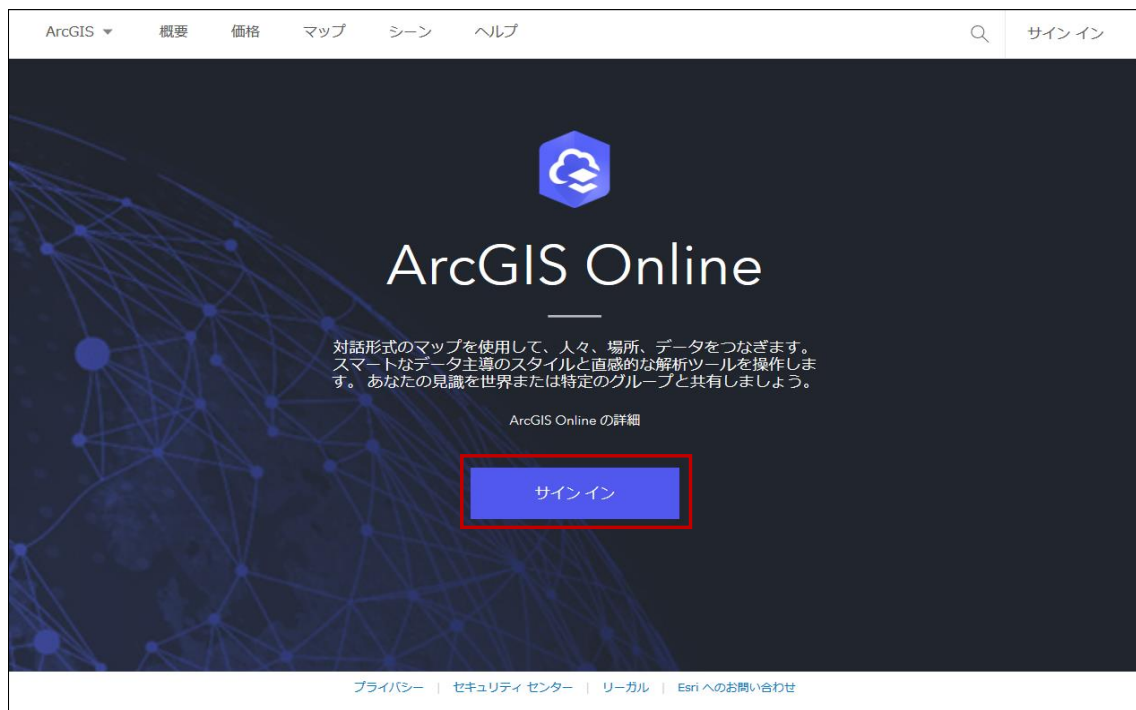 ArcGIS 概要 価格 マップ シーン ヘルプ サイン イン
ArcGIS Online
対話形式のマップを使用して、人々、場所、データをつなぎます。
スマートなデータ主導のスタイルと直感的な解析ツールを操作しま
す。 あなたの見識を世界または特定のグループと共有しましょう。
ArcGIS Online の詳細
サイン イン
プライバシー | セキュリティ センター | リーガル | Esri へのお問い合わせ